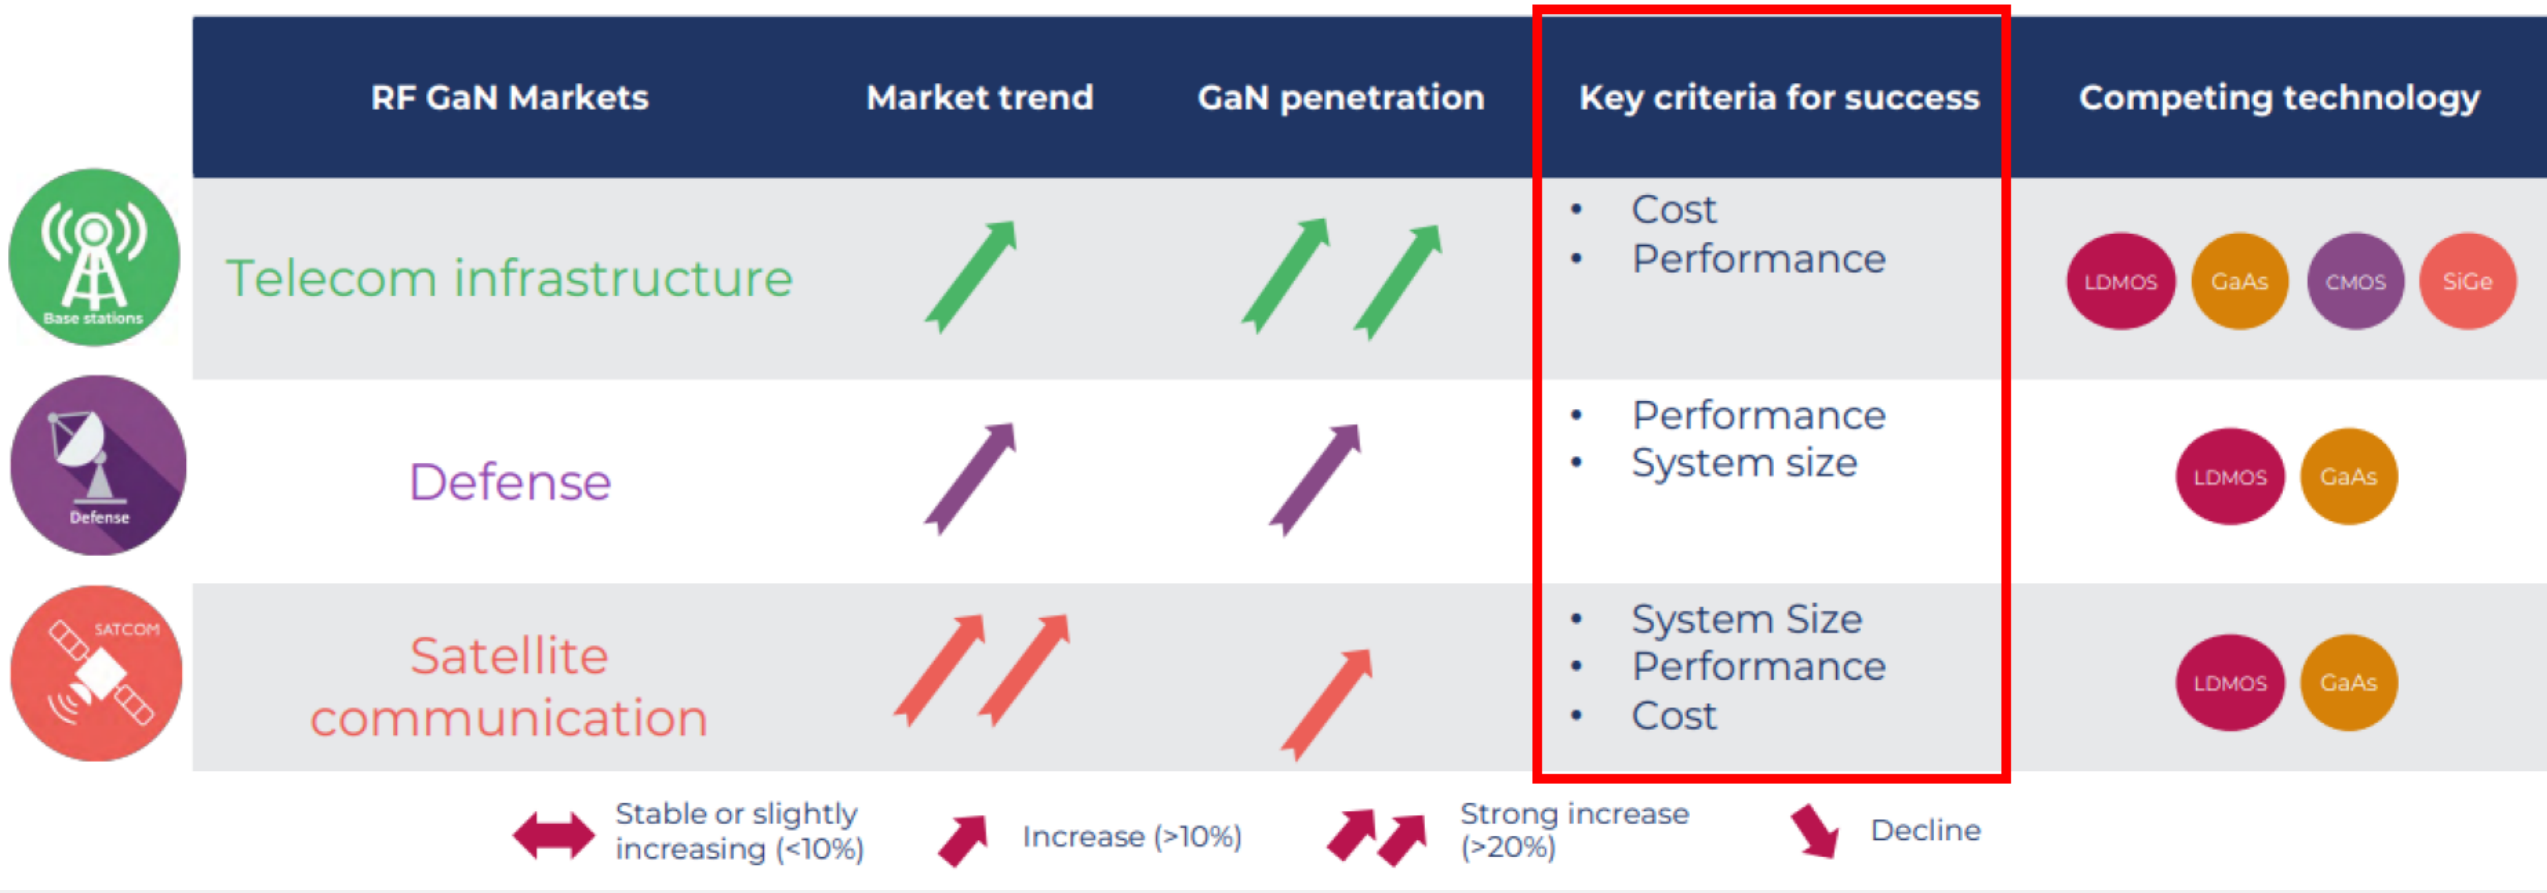 RF GaN Markets
Market trend
GaN penetration
Key criteria for success
Competing technology
Base stations
Telecom infrastructure
• Cost
• Performance
LDMOS
GaAs
CMOS
SiGe
Defense
Defense
• Performance
• System size
LDMOS
GaAs
SATCOM
Satellite
communication
• System Size
• Performance
• Cost
LDMOS
GaAs
Stable or slightly
increasing (<10%)
Increase (>10%)
Strong increase
(>20%)
Decline